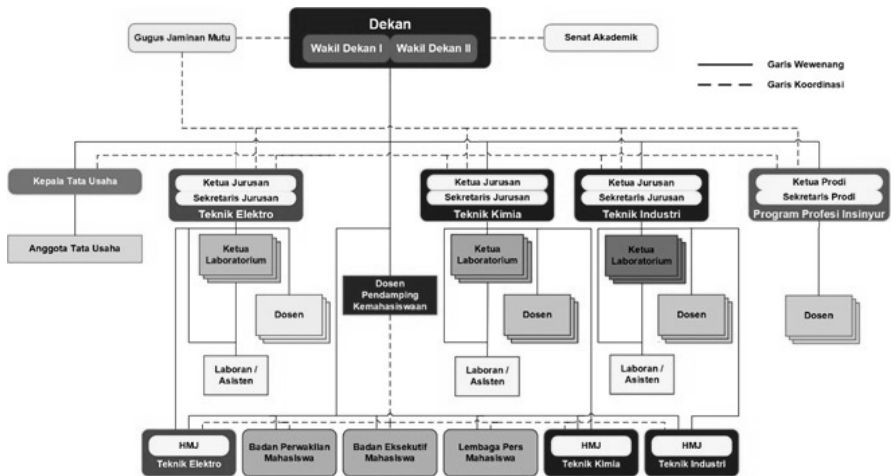 Dekan
Gugus Jaminan Mutu
Wakil Dekan I
Wakil Dekan II
Senat Akademik
Garis Wewenang
Garis Koordinasi
Kepala Tata Usaha
Ketua Jurusan
Sekretaris Jurusan
Teknik Elektro
Ketua Jurusan
Sekretaris Jurusan
Teknik Kimia
Ketua Jurusan
Sekretaris Jurusan
Teknik Industri
Ketua Prodi
Sekretaris Prodi
Program Profesi Insinyur
Anggota Tata Usaha
Ketua
Laboratorium
Ketua
Laboratorium
Ketua
Laboratorium
Dosen
Pendamping
Kemahasiswaan
Dosen
Dosen
Dosen
Dosen
Laboran /
Asisten
Laboran /
Asisten
Laboran /
Asisten
HMJ
Teknik Elektro
Badan Perwakilan
Mahasiswa
Badan Eksekutif
Mahasiswa
Lembaga Pers
Mahasiswa
HMJ
Teknik Kimia
HMJ
Teknik Industri